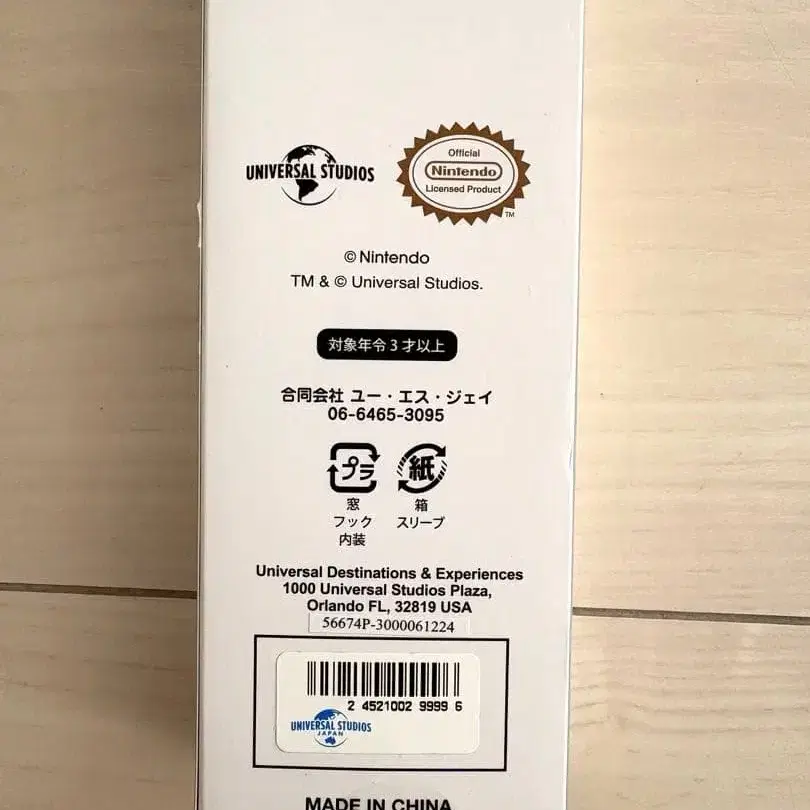 UNIVERSAL STUDIOS
Official
Nintendo
Licensed Product
TM
©Nintendo
TM & © Universal Studios.
対象年令3才以上
合同会社 ユー・エス・ジェイ
06-6465-3095
プラ 紙
窓 箱
フック スリーブ
内装
Universal Destinations & Experiences
1000 Universal Studios Plaza,
Orlando FL, 32819 USA
56674P-3000061224
2 4521002 9999 6
UNIVERSAL STUDIOS
JAPAN
MADE IN CHINA